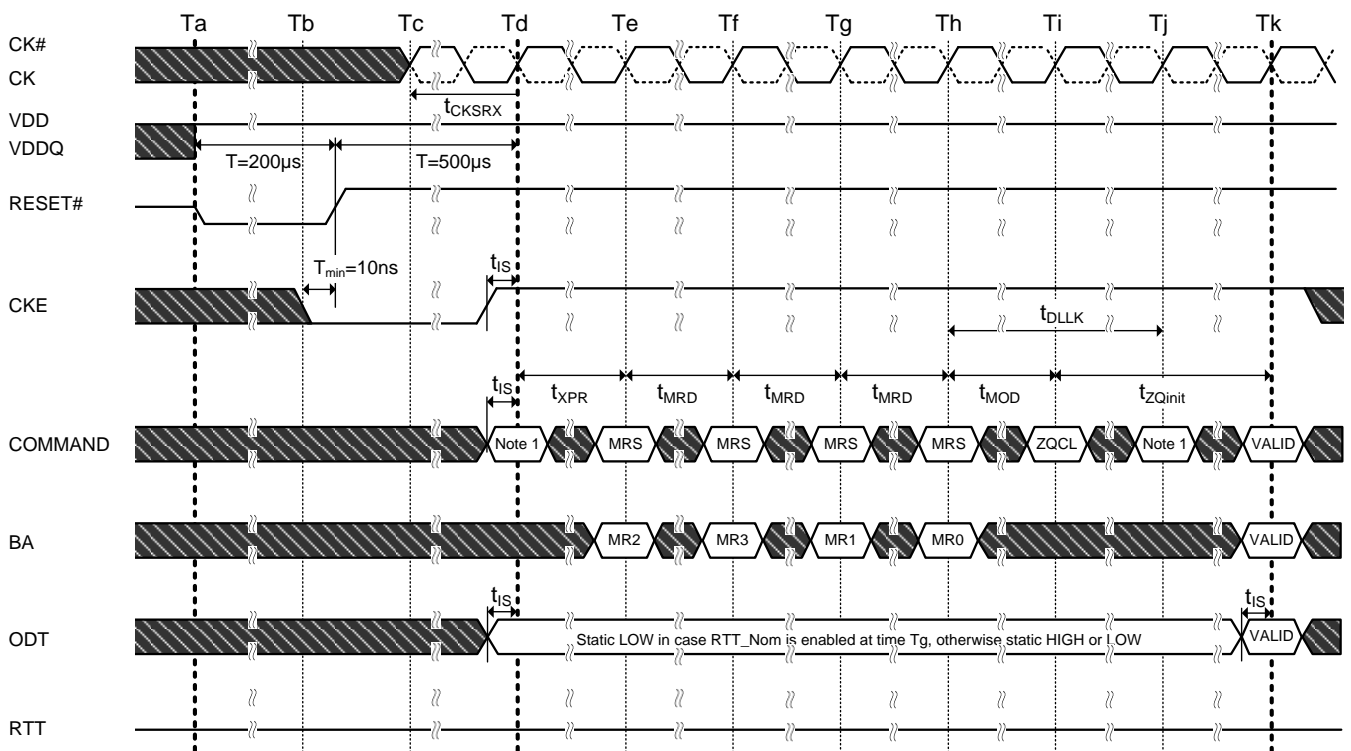 Ta Tb Tc Td Te Tf Tg Th Ti Tj Tk
CK#
CK
tCKSRX
VDD
VDDQ
T=200µs T=500µs
RESET#
Tmin=10ns tIS
CKE
tDLLK
tIS tXPR tMRD tMRD tMRD tMOD tZQinit
COMMAND Note 1 MRS MRS MRS MRS ZQCL Note 1 VALID
BA MR2 MR3 MR1 MR0 VALID
tIS tIS
ODT Static LOW in case RTT_Nom is enabled at time Tg, otherwise static HIGH or LOW VALID
RTT